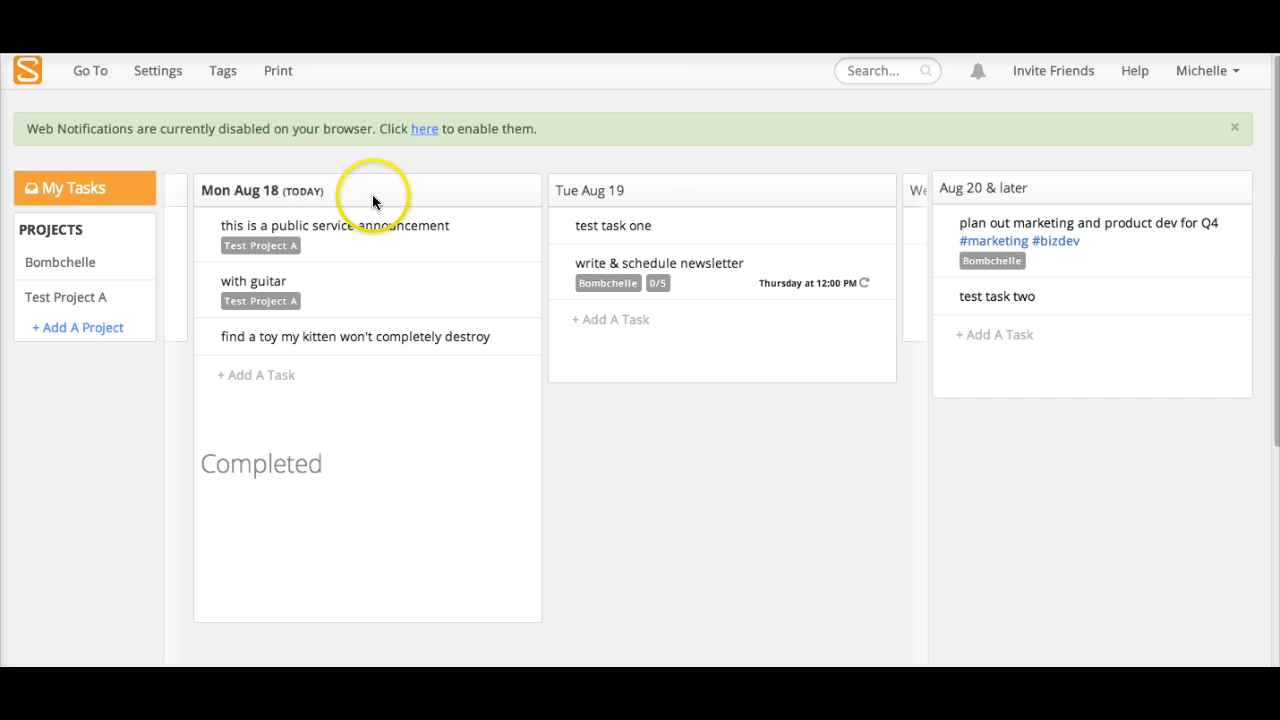 S
Go To
Settings
Tags
Print
Search...
Invite Friends
Help
Michelle
Web Notifications are currently disabled on your browser. Click here to enable them.
×
My Tasks
PROJECTS
Bombchelle
Test Project A
+ Add A Project
Mon Aug 18 (TODAY)
this is a public service announcement
Test Project A
with guitar
Test Project A
find a toy my kitten won't completely destroy
+ Add A Task
Completed
Tue Aug 19
test task one
write & schedule newsletter
Bombchelle 0/5
Thursday at 12:00 PM
+ Add A Task
We
Aug 20 & later
plan out marketing and product dev for Q4
#marketing #bizdev
Bombchelle
test task two
+ Add A Task